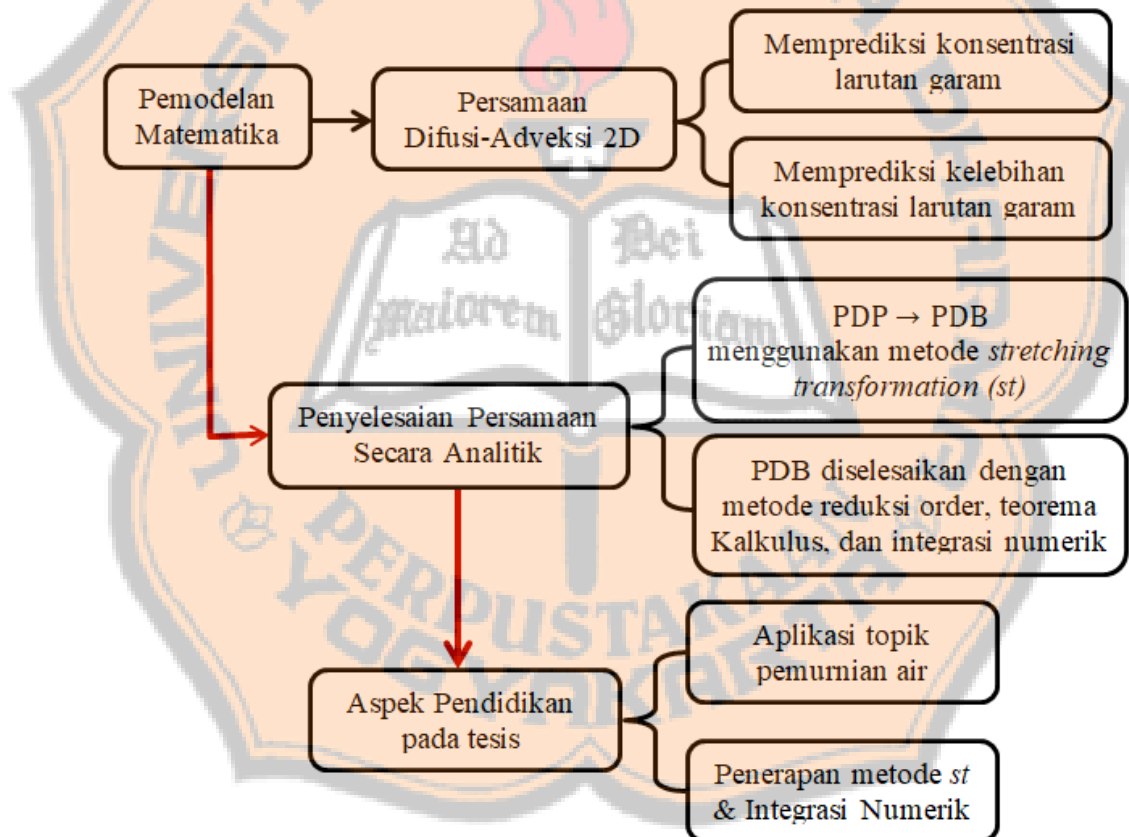 Pemodelan
Matematika
Persamaan
Difusi-Adveksi 2D
Memprediksi konsentrasi
larutan garam
Memprediksi kelebihan
konsentrasi larutan garam
Penyelesaian Persamaan
Secara Analitik
PDP → PDB
menggunakan metode stretching
transformation (st)
PDB diselesaikan dengan
metode reduksi order, teorema
Kalkulus, dan integrasi numerik
Aspek Pendidikan
pada tesis
Aplikasi topik
pemurnian air
Penerapan metode st
& Integrasi Numerik
Ad
maiorem
Dei
Gloriam
PERPUSTAKAAN
YOGYAKARTA